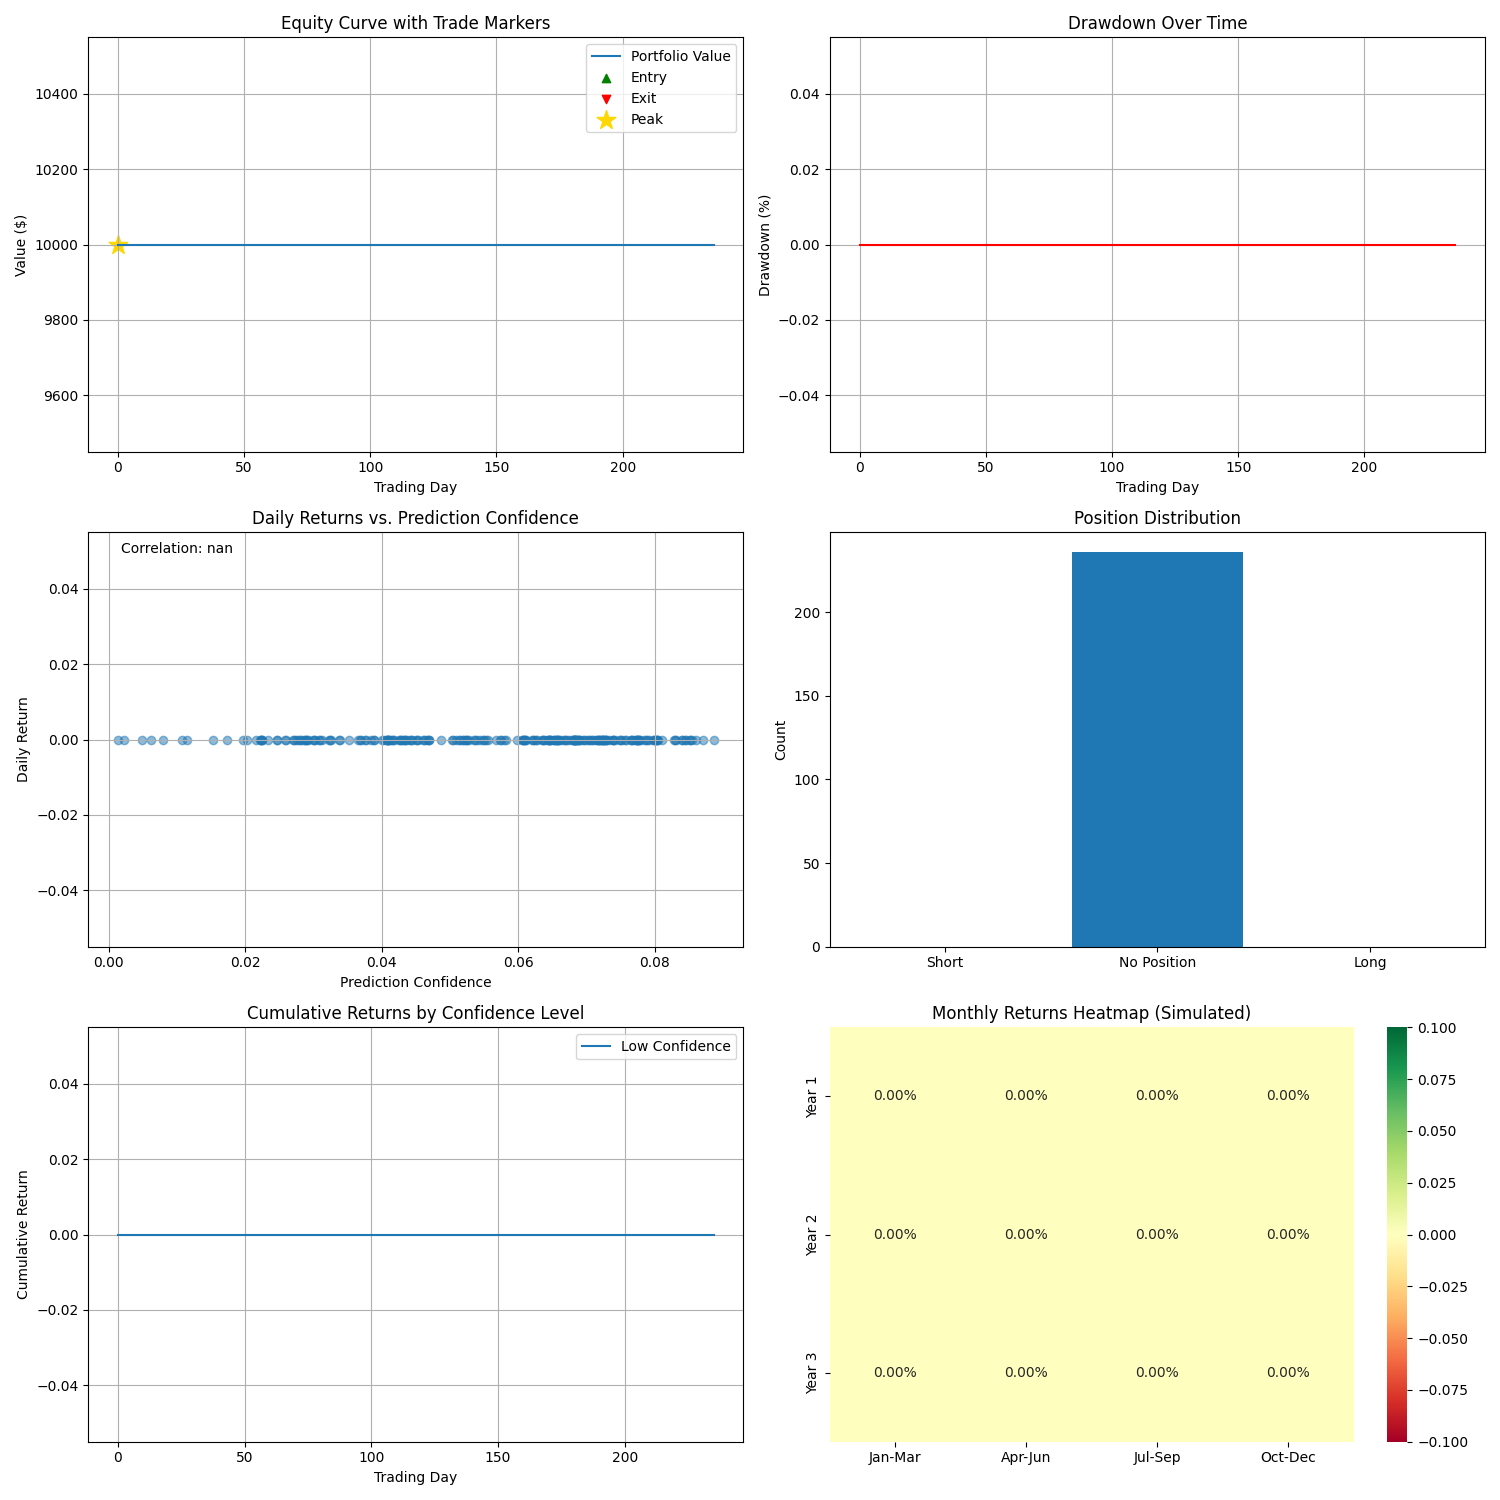 Equity Curve with Trade Markers
Portfolio Value
Entry
Exit
Peak
10400
10200
10000
9800
9600
Value ($)
0 50 100 150 200
Trading Day
Drawdown Over Time
0.04
0.02
0.00
−0.02
−0.04
Drawdown (%)
0 50 100 150 200
Trading Day
Daily Returns vs. Prediction Confidence
Correlation: nan
0.04
0.02
0.00
−0.02
−0.04
Daily Return
0.00 0.02 0.04 0.06 0.08
Prediction Confidence
Position Distribution
200
150
100
50
0
Count
Short No Position Long
Cumulative Returns by Confidence Level
Low Confidence
0.04
0.02
0.00
−0.02
−0.04
Cumulative Return
0 50 100 150 200
Trading Day
Monthly Returns Heatmap (Simulated)
Year 1
0.00% 0.00% 0.00% 0.00%
Year 2
0.00% 0.00% 0.00% 0.00%
Year 3
0.00% 0.00% 0.00% 0.00%
Jan-Mar Apr-Jun Jul-Sep Oct-Dec
0.100
0.075
0.050
0.025
0.000
−0.025
−0.050
−0.075
−0.100